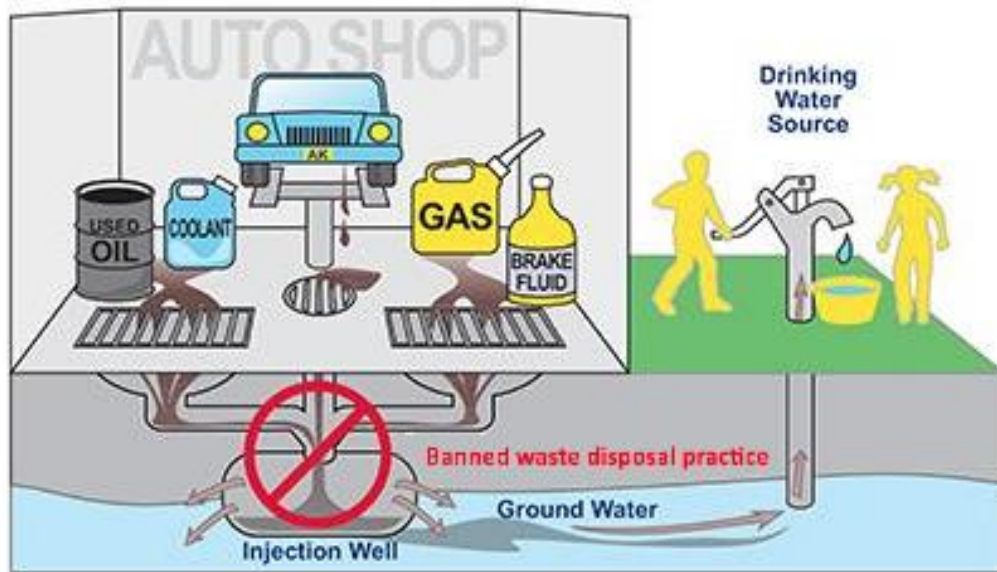 AUTO SHOP
AK
USED
OIL
COOLANT
GAS
BRAKE
FLUID
Drinking
Water
Source
Banned waste disposal practice
Ground Water
Injection Well